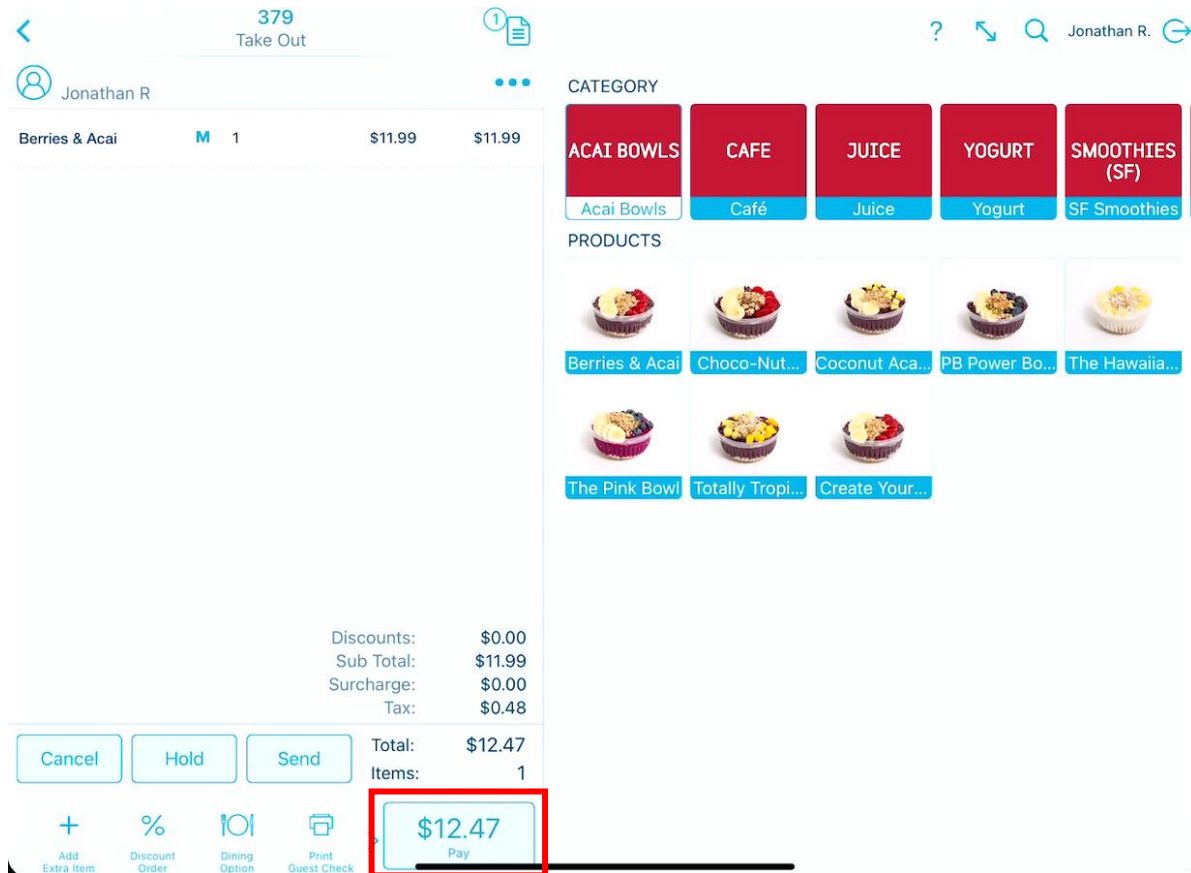 379
Take Out
1
? Jonathan R.
Jonathan R
Berries & Acai M 1 $11.99 $11.99
Discounts: $0.00
Sub Total: $11.99
Surcharge: $0.00
Tax: $0.48
Cancel Hold Send
Total: $12.47
Items: 1
Add
Extra Item
%
Discount
Order
Dining
Option
Print
Guest Check
$12.47
Pay
CATEGORY
ACAI BOWLS
Acai Bowls
CAFE
Café
JUICE
Juice
YOGURT
Yogurt
SMOOTHIES
(SF)
SF Smoothies
PRODUCTS
Berries & Acai Choco-Nut... Coconut Aca... PB Power Bo... The Hawaiia...
The Pink Bowl Totally Tropi... Create Your...